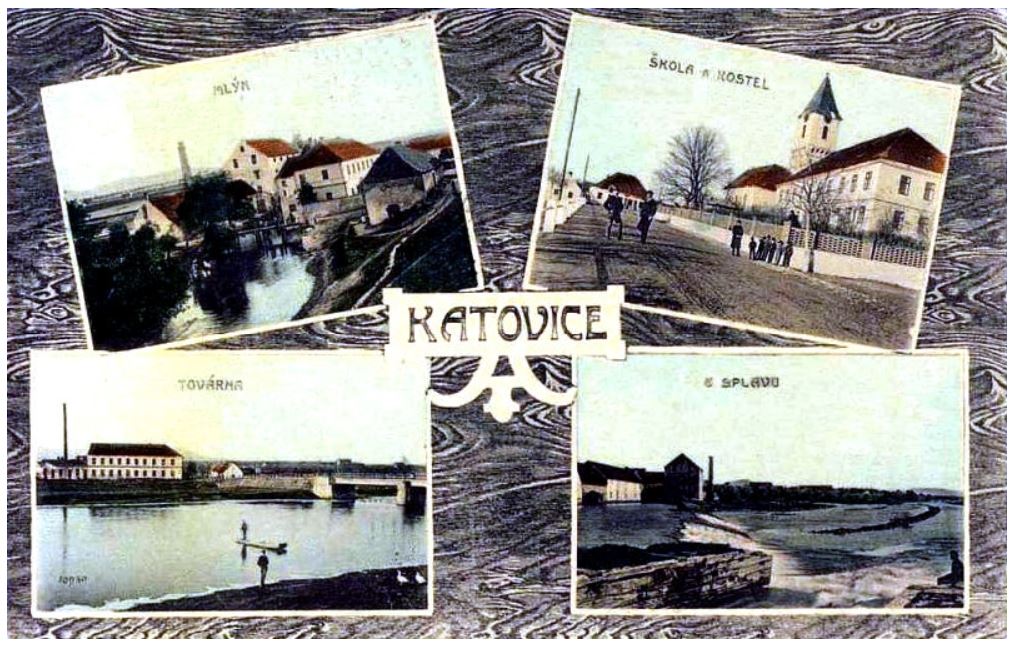 MLÝN
ŠKOLA A KOSTEL
KATOVICE
TOVÁRNA
SPLAVU